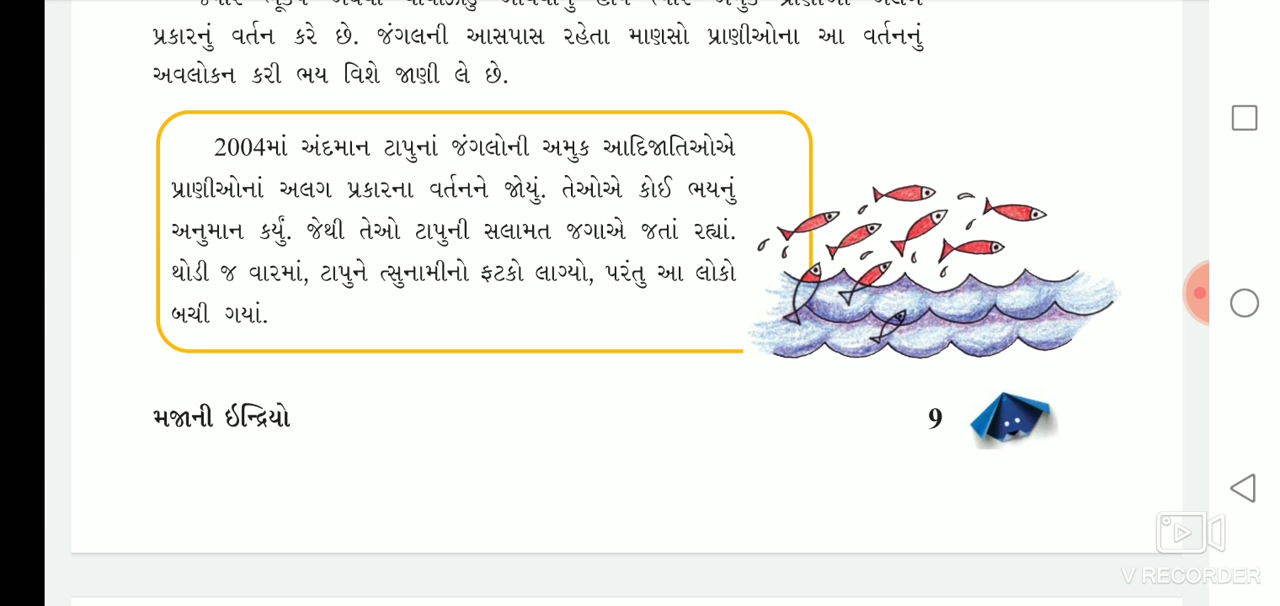 પ્રકારનું વર્તન કરે છે. જંગલની આસપાસ રહેતા માણસો પ્રાણીઓના આ વર્તનનું
અવલોકન કરી ભય વિશે જાણી લે છે.
2004માં અંદમાન ટાપુનાં જંગલોની અમુક આદિજાતિઓએ
પ્રાણીઓનાં અલગ પ્રકારના વર્તનને જોયું. તેઓએ કોઈ ભયનું
અનુમાન કર્યું. જેથી તેઓ ટાપુની સલામત જગાએ જતાં રહ્યાં.
થોડી જ વારમાં, ટાપુને ત્સુનામીનો ફટકો લાગ્યો, પરંતુ આ લોકો
બચી ગયાં.
મજાની ઇન્દ્રિયો
9
V RECORDER